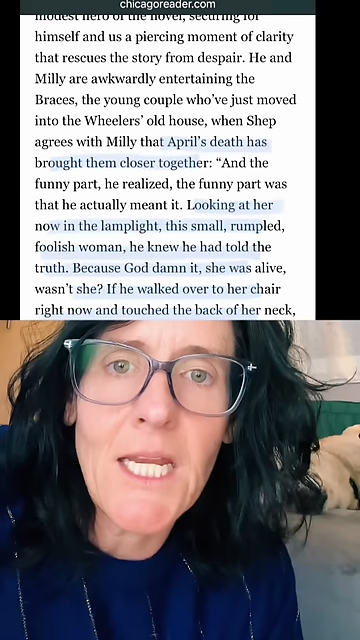 chicagoreader.com
modest hero of the novel, securing for
himself and us a piercing moment of clarity
that rescues the story from despair. He and
Milly are awkwardly entertaining the
Braces, the young couple who've just moved
into the Wheelers' old house, when Shep
agrees with Milly that April's death has
brought them closer together: “And the
funny part, he realized, the funny part was
that he actually meant it. Looking at her
now in the lamplight, this small, rumpled,
foolish woman, he knew he had told the
truth. Because God damn it, she was alive,
wasn't she? If he walked over to her chair
right now and touched the back of her neck,